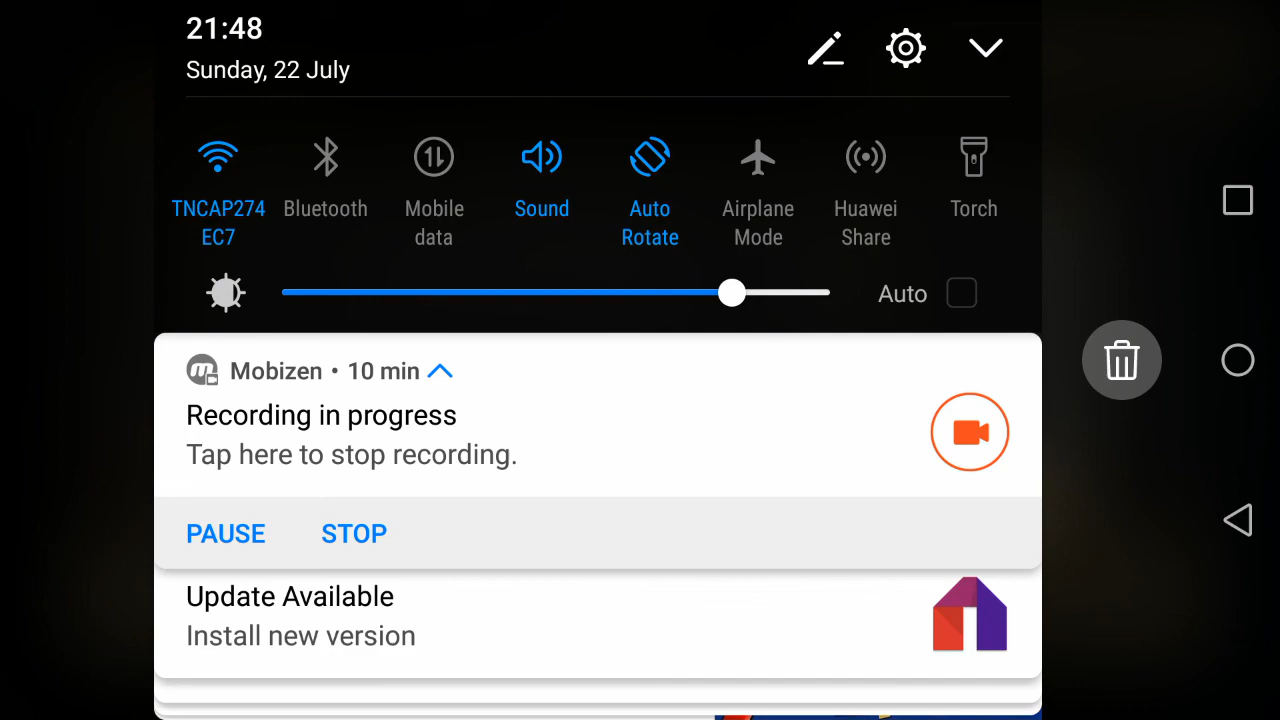 21:48
Sunday, 22 July
TNCAP274 EC7
Bluetooth
Mobile data
Sound
Auto Rotate
Airplane Mode
Huawei Share
Torch
Auto
Mobizen • 10 min
Recording in progress
Tap here to stop recording.
PAUSE STOP
Update Available
Install new version